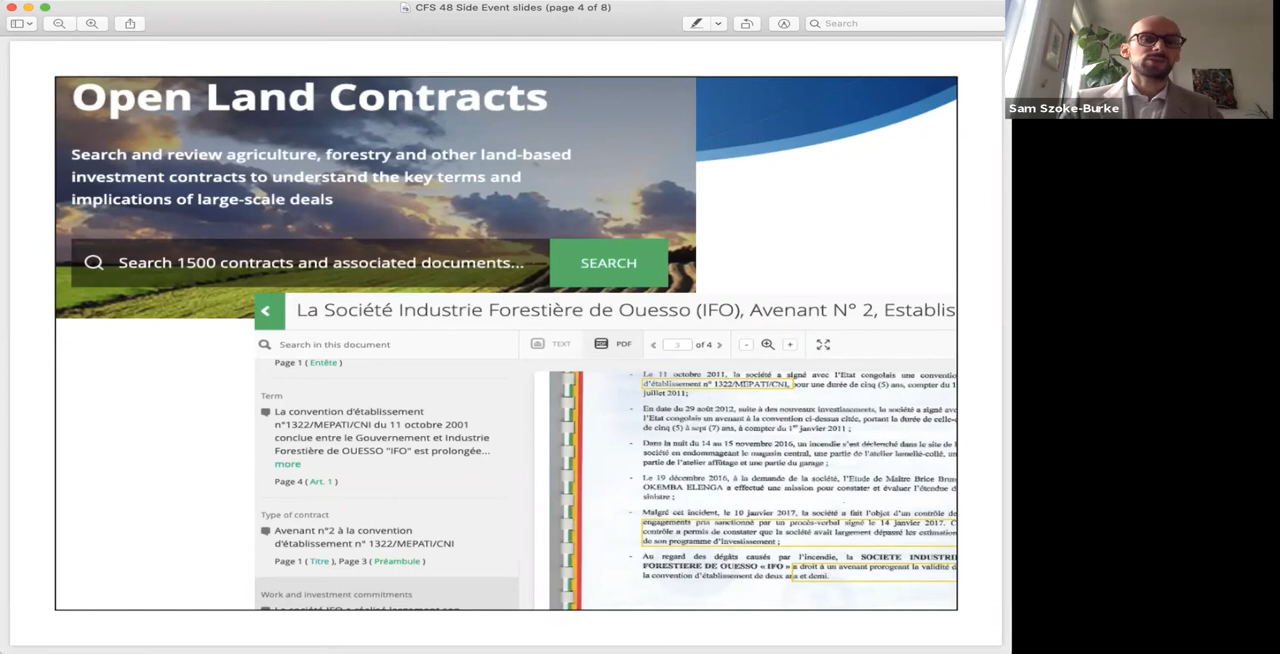 CFS 48 Side Event slides (page 4 of 8)
Search
Sam Szoke-Burke
Open Land Contracts
Search and review agriculture, forestry and other land-based
investment contracts to understand the key terms and
implications of large-scale deals
Search 1500 contracts and associated documents...
SEARCH
La Société Industrie Forestière de Ouesso (IFO), Avenant N° 2, Establis
Search in this document
TEXT
PDF
3 of 4
Page 1 ( Entête )
Term
La convention d'établissement
n°1322/MEPATI/CNI du 11 octobre 2001
conclue entre le Gouvernement et Industrie
Forestière de OUESSO "IFO" est prolongée...
more
Page 4 ( Art. 1 )
Type of contract
Avenant n°2 à la convention
d'établissement n° 1322/MEPATI/CNI
Page 1 ( Titre ), Page 3 ( Préambule )
Work and investment commitments
La société IFO a réalisé largement son
- Le 11 octobre 2011, la société a signé avec l'Etat congolais une conventio
d'établissement n° 1322/MEPATI/CNI, pour une durée de cinq (5) ans, compter du 1
juillet 2011;
- En date du 29 août 2012, suite à des nouveaux investissements, la société a signé avec
l'Etat congolais un avenant à la convention ci-dessus citée, portant la durée de celle-c
de cinq (5) à sept (7) ans, à compter du 1er janvier 2011 ;
- Dans la nuit du 14 au 15 novembre 2016, un incendie s'est déclenché dans le site de l
société en endommageant le magasin central, une partie de l'atelier lamellé-collé, un
partie de l'atelier affûtage et une partie du garage ;
- Le 19 décembre 2016, à la demande de la société, l'Etude de Maître Brice Brun
OKEMBA ELENGA a effectué une mission pour constater et évaluer l'étendue d
sinistre ;
- Malgré cet incident, le 10 janvier 2017, la société a fait l'objet d'un contrôle de
engagements pris sanctionné par un procès-verbal signé le 14 janvier 2017. C
contrôle a permis de constater que la société avait largement dépassé les estimation
de son programme d'investissement ;
- Au regard des dégâts causés par l'incendie, la SOCIETE INDUSTRIE
FORESTIERE DE OUESSO « IFO » a droit à un avenant prorogeant la validité d
la convention d'établissement de deux ans et demi.